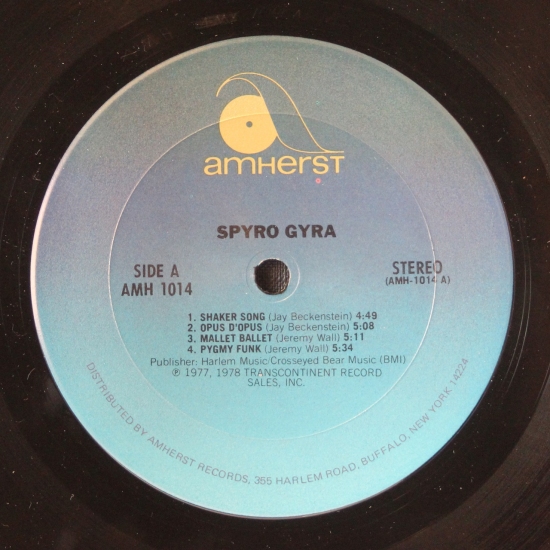 amherst
SPYRO GYRA
SIDE A
AMH 1014
STEREO
(AMH-1014 A)
1. SHAKER SONG (Jay Beckenstein) 4:49
2. OPUS D'OPUS (Jay Beckenstein) 5:08
3. MALLET BALLET (Jeremy Wall) 5:11
4. PYGMY FUNK (Jeremy Wall) 5:34
Publisher: Harlem Music/Crosseyed Bear Music (BMI)
℗ 1977, 1978 TRANSCONTINENT RECORD
SALES, INC.
DISTRIBUTED BY AMHERST RECORDS, 355 HARLEM ROAD, BUFFALO, NEW YORK 14224